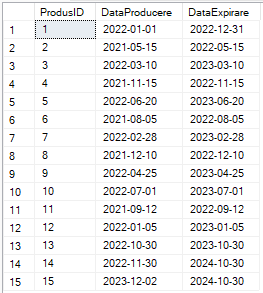 ProdusID DataProducere DataExpirare
1 1 2022-01-01 2022-12-31
2 2 2021-05-15 2022-05-15
3 3 2022-03-10 2023-03-10
4 4 2021-11-15 2022-11-15
5 5 2022-06-20 2023-06-20
6 6 2021-08-05 2022-08-05
7 7 2022-02-28 2023-02-28
8 8 2021-12-10 2022-12-10
9 9 2022-04-25 2023-04-25
10 10 2022-07-01 2023-07-01
11 11 2021-09-12 2022-09-12
12 12 2022-01-05 2023-01-05
13 13 2022-10-30 2023-10-30
14 14 2022-11-30 2024-10-30
15 15 2023-12-02 2024-10-30